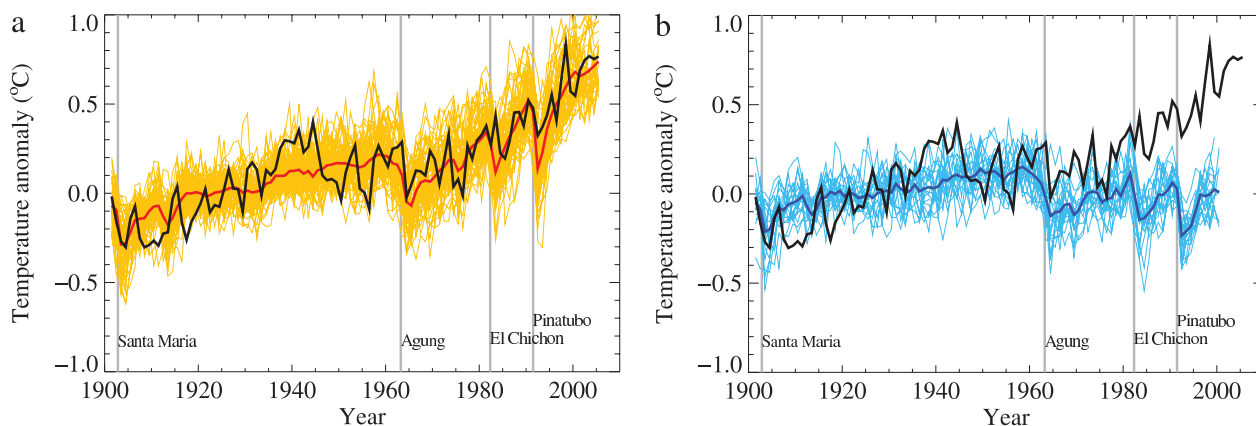 a
Temperature anomaly (°C)
1.0
0.5
0.0
−0.5
−1.0
Santa Maria
Agung
El Chichon
Pinatubo
1900
1920
1940
1960
1980
2000
Year
b
Temperature anomaly (°C)
1.0
0.5
0.0
−0.5
−1.0
Santa Maria
Agung
El Chichon
Pinatubo
1900
1920
1940
1960
1980
2000
Year